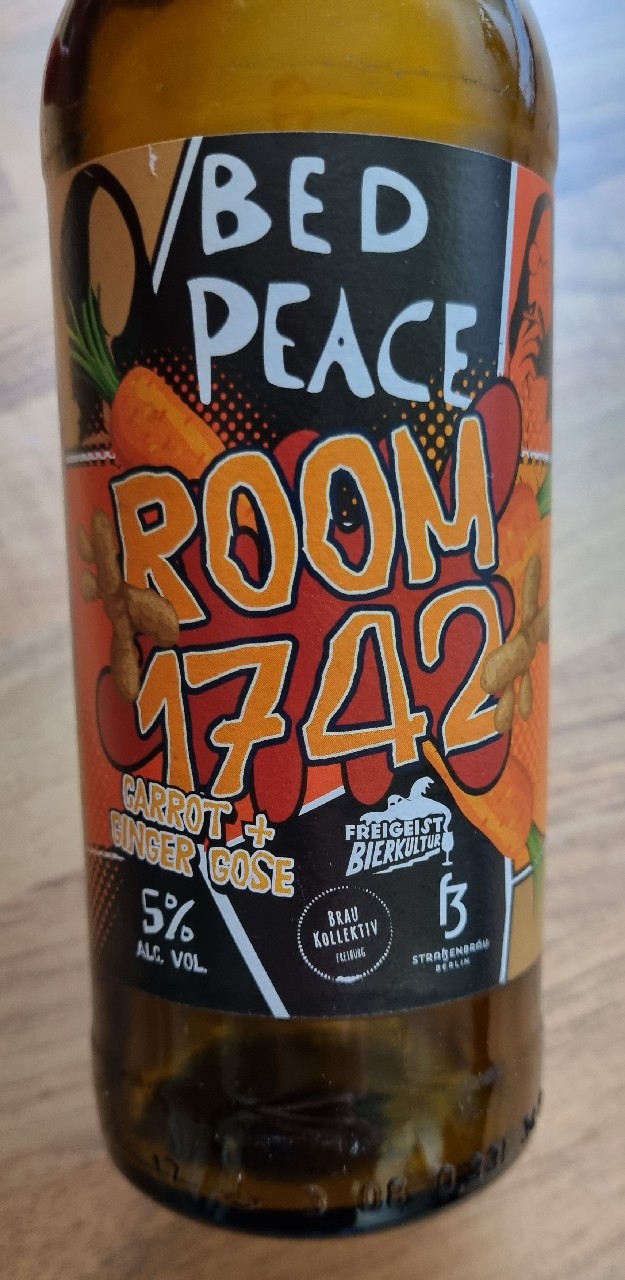 BED
PEACE
ROOM
1742
CARROT +
GINGER GOSE
5%
ALC. VOL.
FREIGEIST
BIERKULTUR
BRAU
KOLLEKTIV
FREIBURG
STRAßENBRÄU
BERLIN